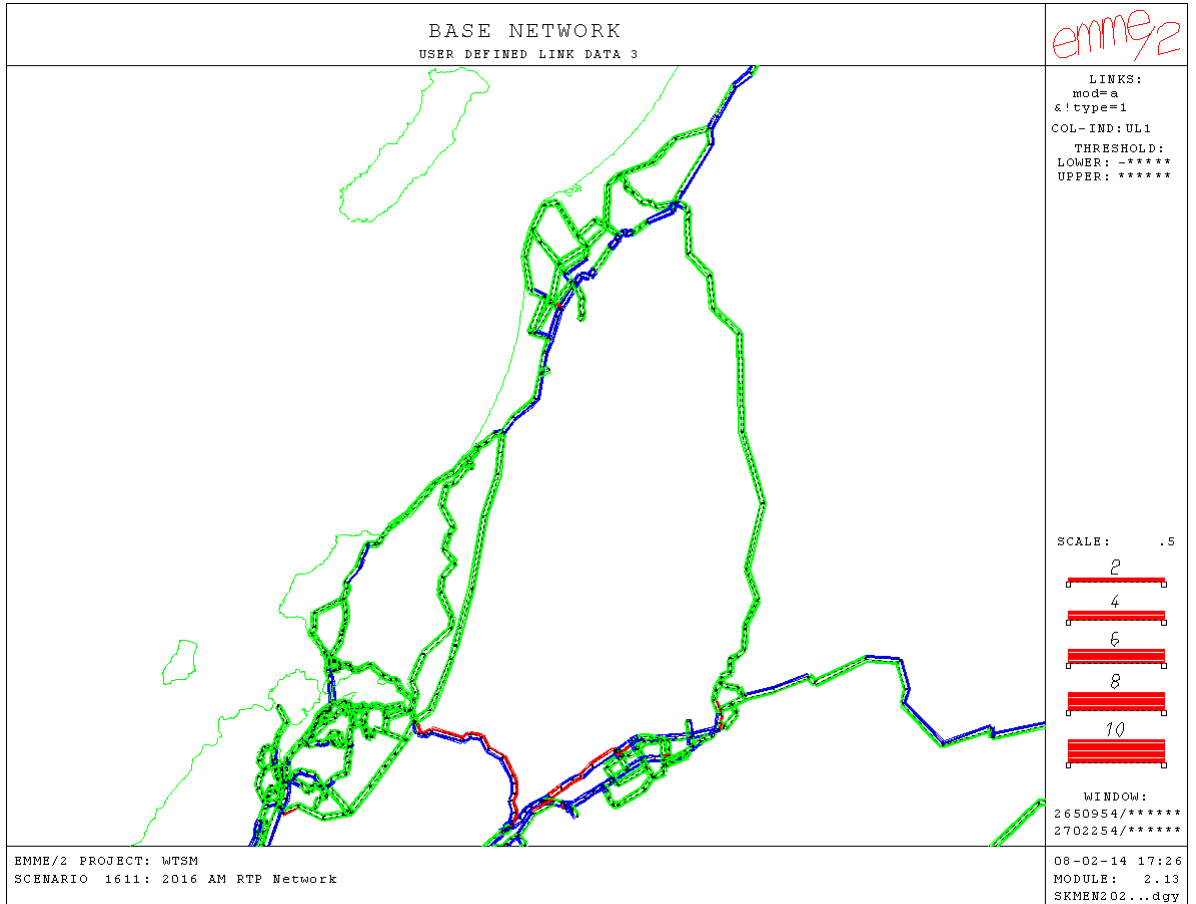 BASE NETWORK
USER DEFINED LINK DATA 3
emme/2
LINKS:
mod=a
&!type=1
COL-IND:UL1
THRESHOLD:
LOWER: -*****
UPPER: ******
SCALE: .5
2
4
6
8
10
WINDOW:
2650954/******
2702254/******
EMME/2 PROJECT: WTSM
SCENARIO 1611: 2016 AM RTP Network
08-02-14 17:26
MODULE: 2.13
SKMEN202...dgy